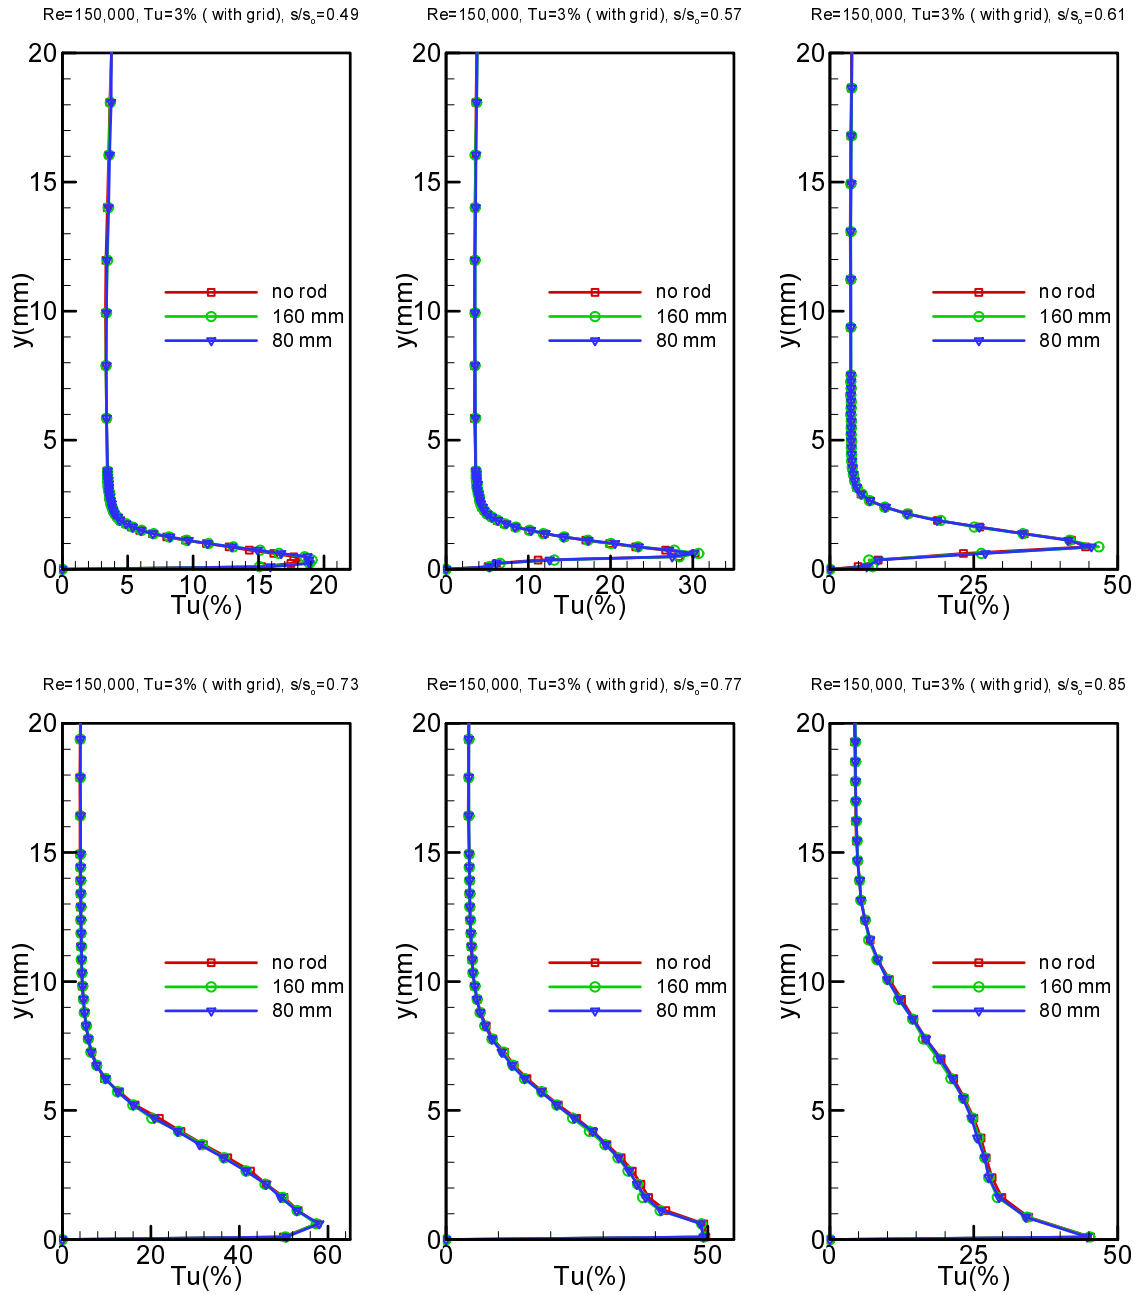 Re=150,000, Tu=3% ( with grid), s/sₒ=0.49
20
15
10
5
0
y(mm)
no rod
160 mm
80 mm
0 5 10 15 20
Tu(%)
Re=150,000, Tu=3% ( with grid), s/sₒ=0.57
20
15
10
5
0
y(mm)
no rod
160 mm
80 mm
0 10 20 30
Tu(%)
Re=150,000, Tu=3% ( with grid), s/sₒ=0.61
20
15
10
5
0
y(mm)
no rod
160 mm
80 mm
0 25 50
Tu(%)
Re=150,000, Tu=3% ( with grid), s/sₒ=0.73
20
15
10
5
0
y(mm)
no rod
160 mm
80 mm
0 20 40 60
Tu(%)
Re=150,000, Tu=3% ( with grid), s/sₒ=0.77
20
15
10
5
0
y(mm)
no rod
160 mm
80 mm
0 50
Tu(%)
Re=150,000, Tu=3% ( with grid), s/sₒ=0.85
20
15
10
5
0
y(mm)
no rod
160 mm
80 mm
0 25 50
Tu(%)